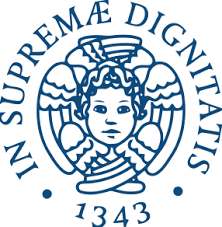 IN SUPREMÆ DIGNITATIS
1343